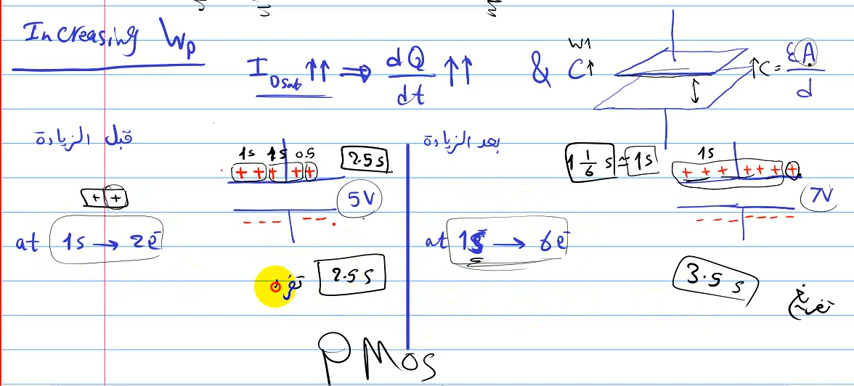 Increasing Wp
I_Dsat ↑↑ ⇒ dQ/dt ↑↑ & C↑ W↑ ↑C = εA/d
قبل الزيادة
1s 1s 0.5 2.5s
+ + + + +
5V
- - - - - .
+ +
at 1s → 2e⁻
2.5s
بعد الزيادة
1 1/6 s ≃ 1s
1s
+ + + + + + +
7V
- - - - - - -
at 1s → 6e⁻
3.5 s
تفريغ
PMOS